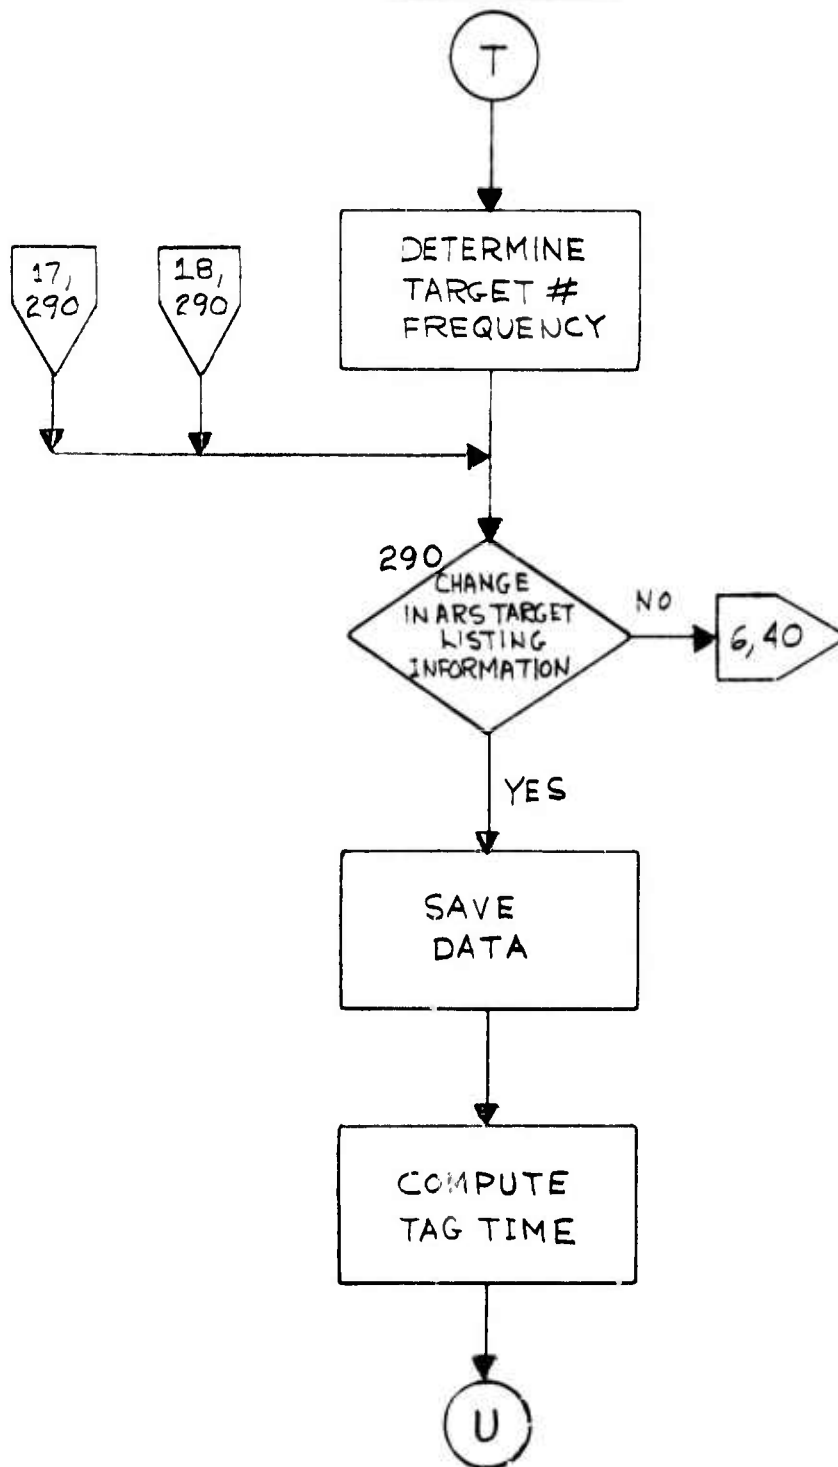 T
DETERMINE
TARGET #
FREQUENCY
17,
290
18,
290
290
CHANGE
IN ARS TARGET
LISTING
INFORMATION
NO
6,40
YES
SAVE
DATA
COMPUTE
TAG TIME
U